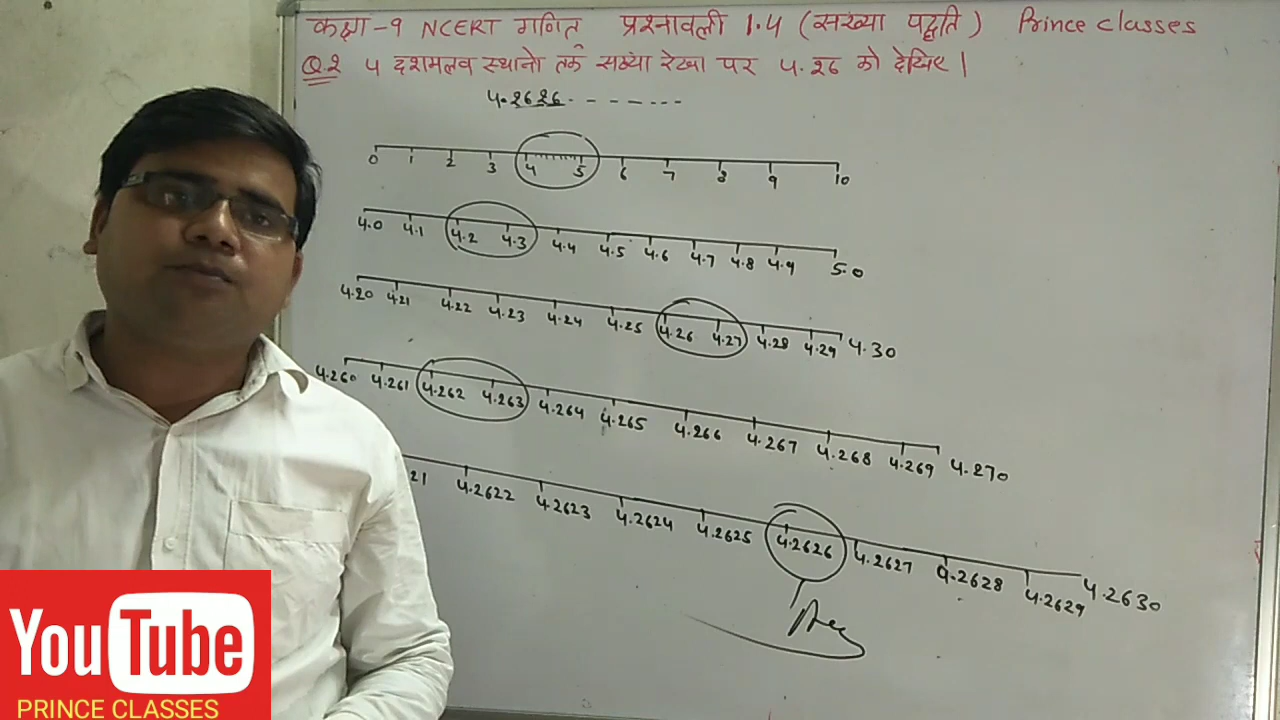 कक्षा -९ NCERT गणित प्रश्नावली 1.4 (संख्या पद्धति) Prince classes
Q.2 4 दशमलव स्थानों तक संख्या रेखा पर 4.26 को देखिए।
4.2626 - - - - - - -
0 1 2 3 4 5 6 7 8 9 10
4.0 4.1 4.2 4.3 4.4 4.5 4.6 4.7 4.8 4.9 5.0
4.20 4.21 4.22 4.23 4.24 4.25 4.26 4.27 4.28 4.29 4.30
4.260 4.261 4.262 4.263 4.264 4.265 4.266 4.267 4.268 4.269 4.270
21 4.2622 4.2623 4.2624 4.2625 4.2626 4.2627 4.2628 4.2629 4.2630
Ans
YouTube
PRINCE CLASSES